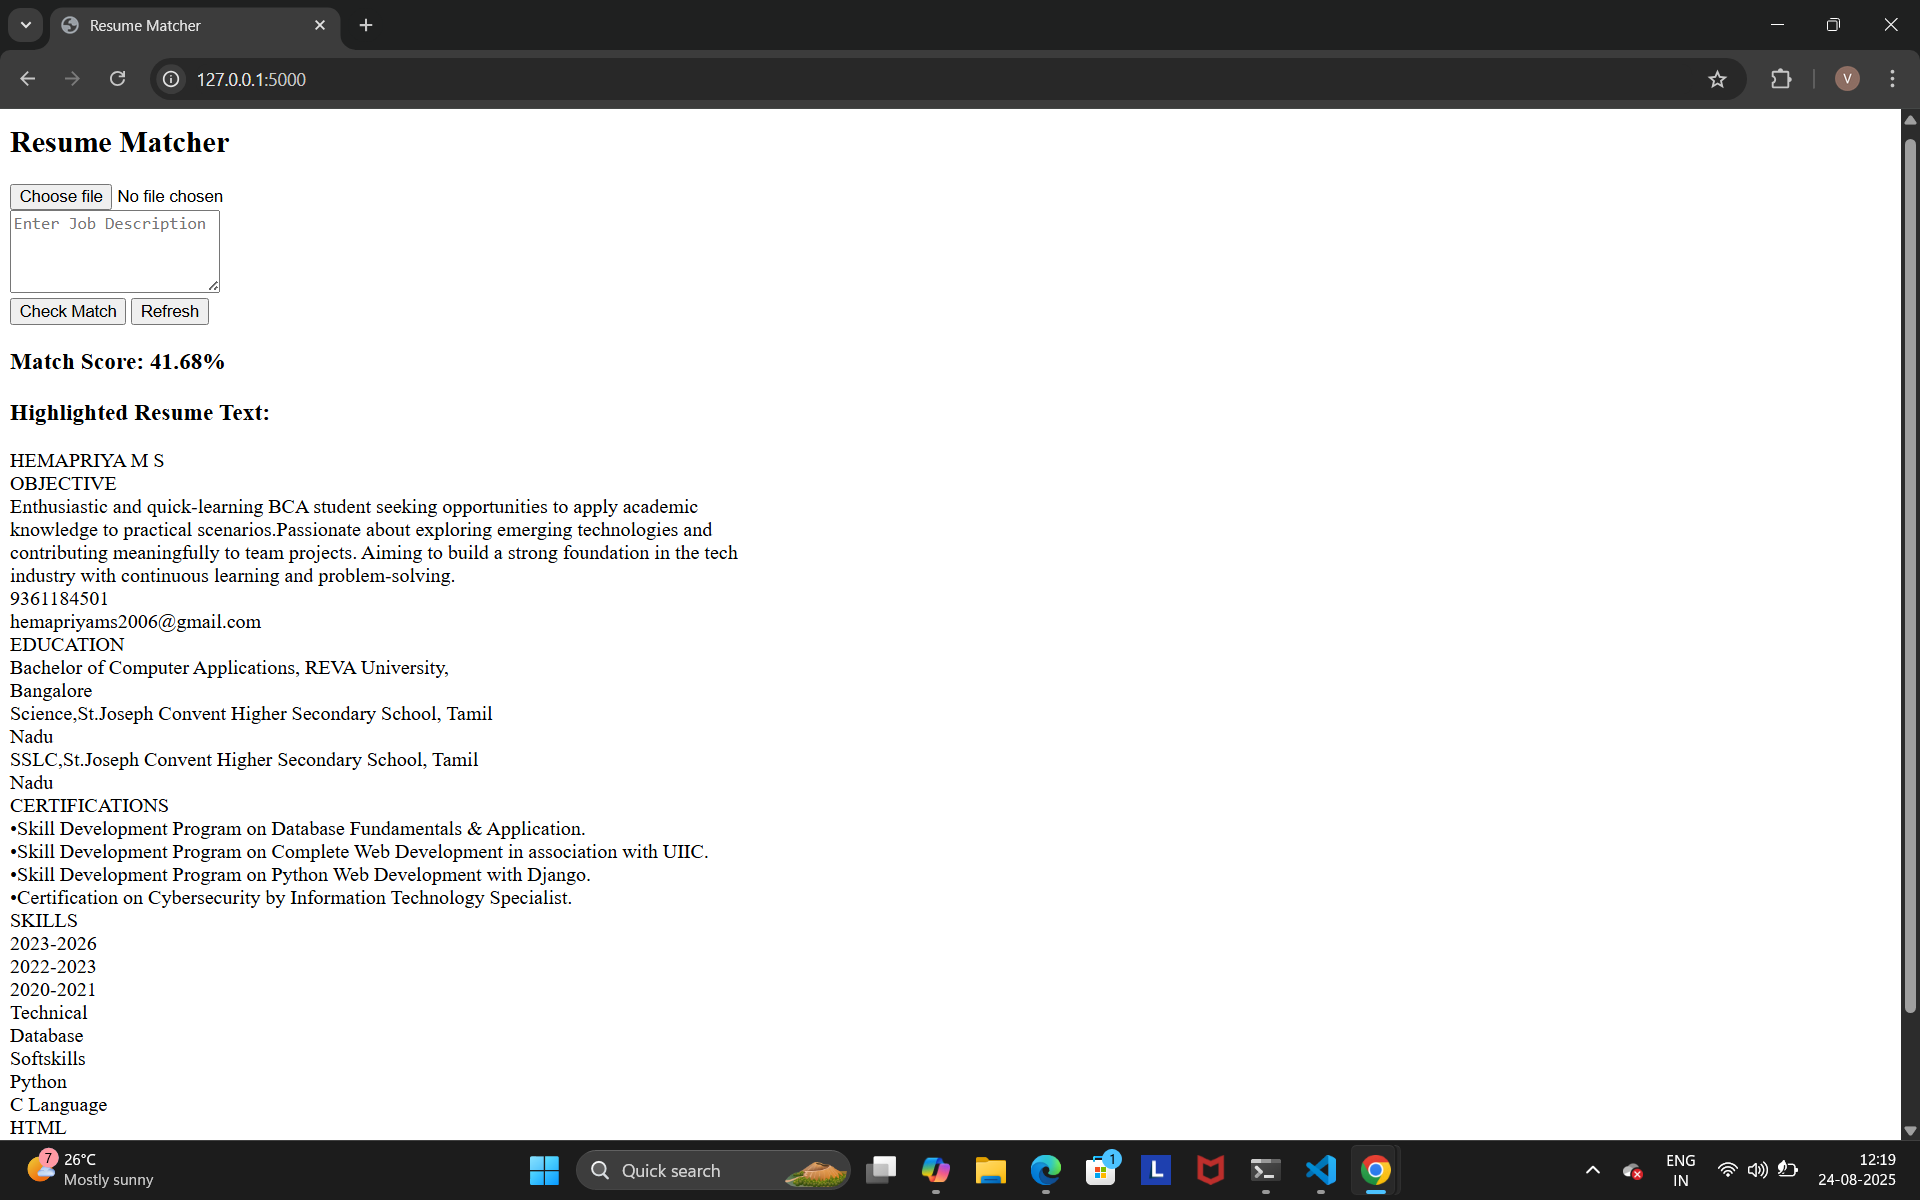 Resume Matcher
127.0.0.1:5000
V
Resume Matcher
Choose file No file chosen
Enter Job Description
Check Match Refresh
Match Score: 41.68%
Highlighted Resume Text:
HEMAPRIYA M S
OBJECTIVE
Enthusiastic and quick-learning BCA student seeking opportunities to apply academic
knowledge to practical scenarios.Passionate about exploring emerging technologies and
contributing meaningfully to team projects. Aiming to build a strong foundation in the tech
industry with continuous learning and problem-solving.
9361184501
hemapriyams2006@gmail.com
EDUCATION
Bachelor of Computer Applications, REVA University,
Bangalore
Science,St.Joseph Convent Higher Secondary School, Tamil
Nadu
SSLC,St.Joseph Convent Higher Secondary School, Tamil
Nadu
CERTIFICATIONS
•Skill Development Program on Database Fundamentals & Application.
•Skill Development Program on Complete Web Development in association with UIIC.
•Skill Development Program on Python Web Development with Django.
•Certification on Cybersecurity by Information Technology Specialist.
SKILLS
2023-2026
2022-2023
2020-2021
Technical
Database
Softskills
Python
C Language
HTML
7
26°C
Mostly sunny
Quick search
1
L
ENG
IN
12:19
24-08-2025